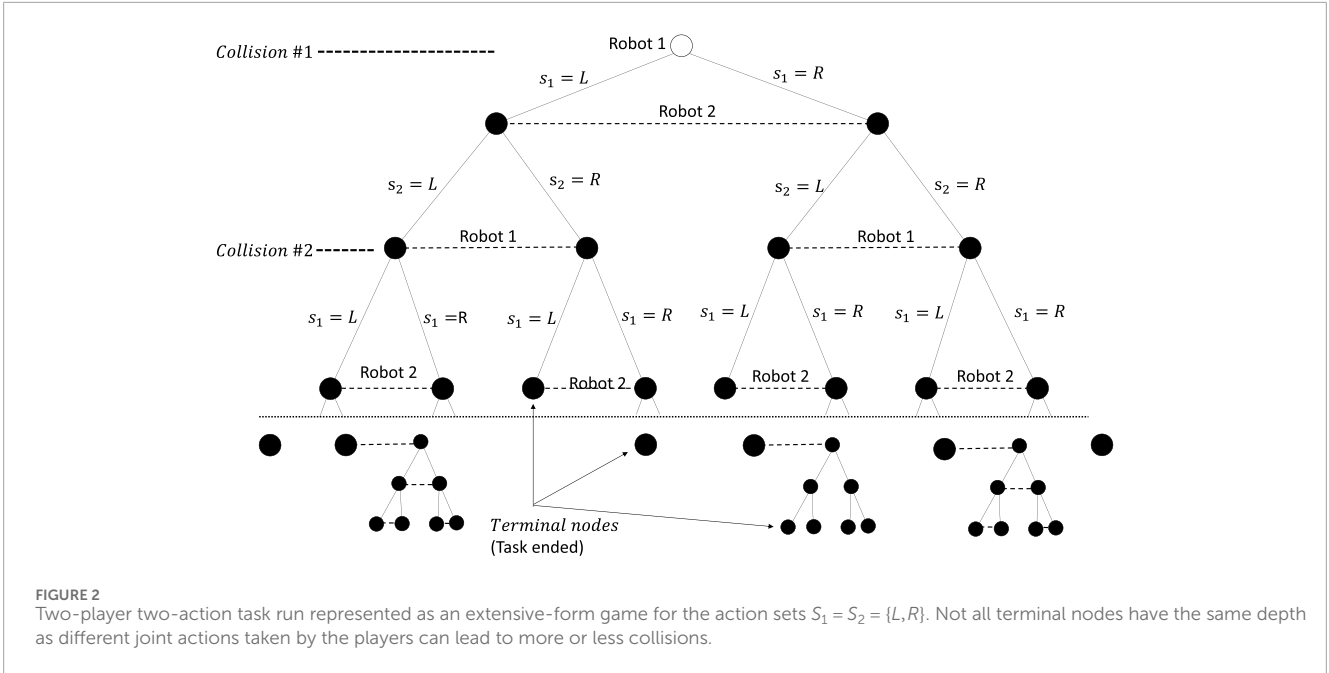 Collision #1
Robot 1
s₁ = L
s₁ = R
Robot 2
s₂ = L
s₂ = R
s₂ = L
s₂ = R
Collision #2
Robot 1
Robot 1
s₁ = L
s₁ =R
s₁ = L
s₁ = R
s₁ = L
s₁ = R
s₁ = L
s₁ = R
Robot 2
Robot 2
Robot 2
Robot 2
Terminal nodes
(Task ended)
FIGURE 2
Two-player two-action task run represented as an extensive-form game for the action sets S₁ = S₂ = {L, R}. Not all terminal nodes have the same depth
as different joint actions taken by the players can lead to more or less collisions.